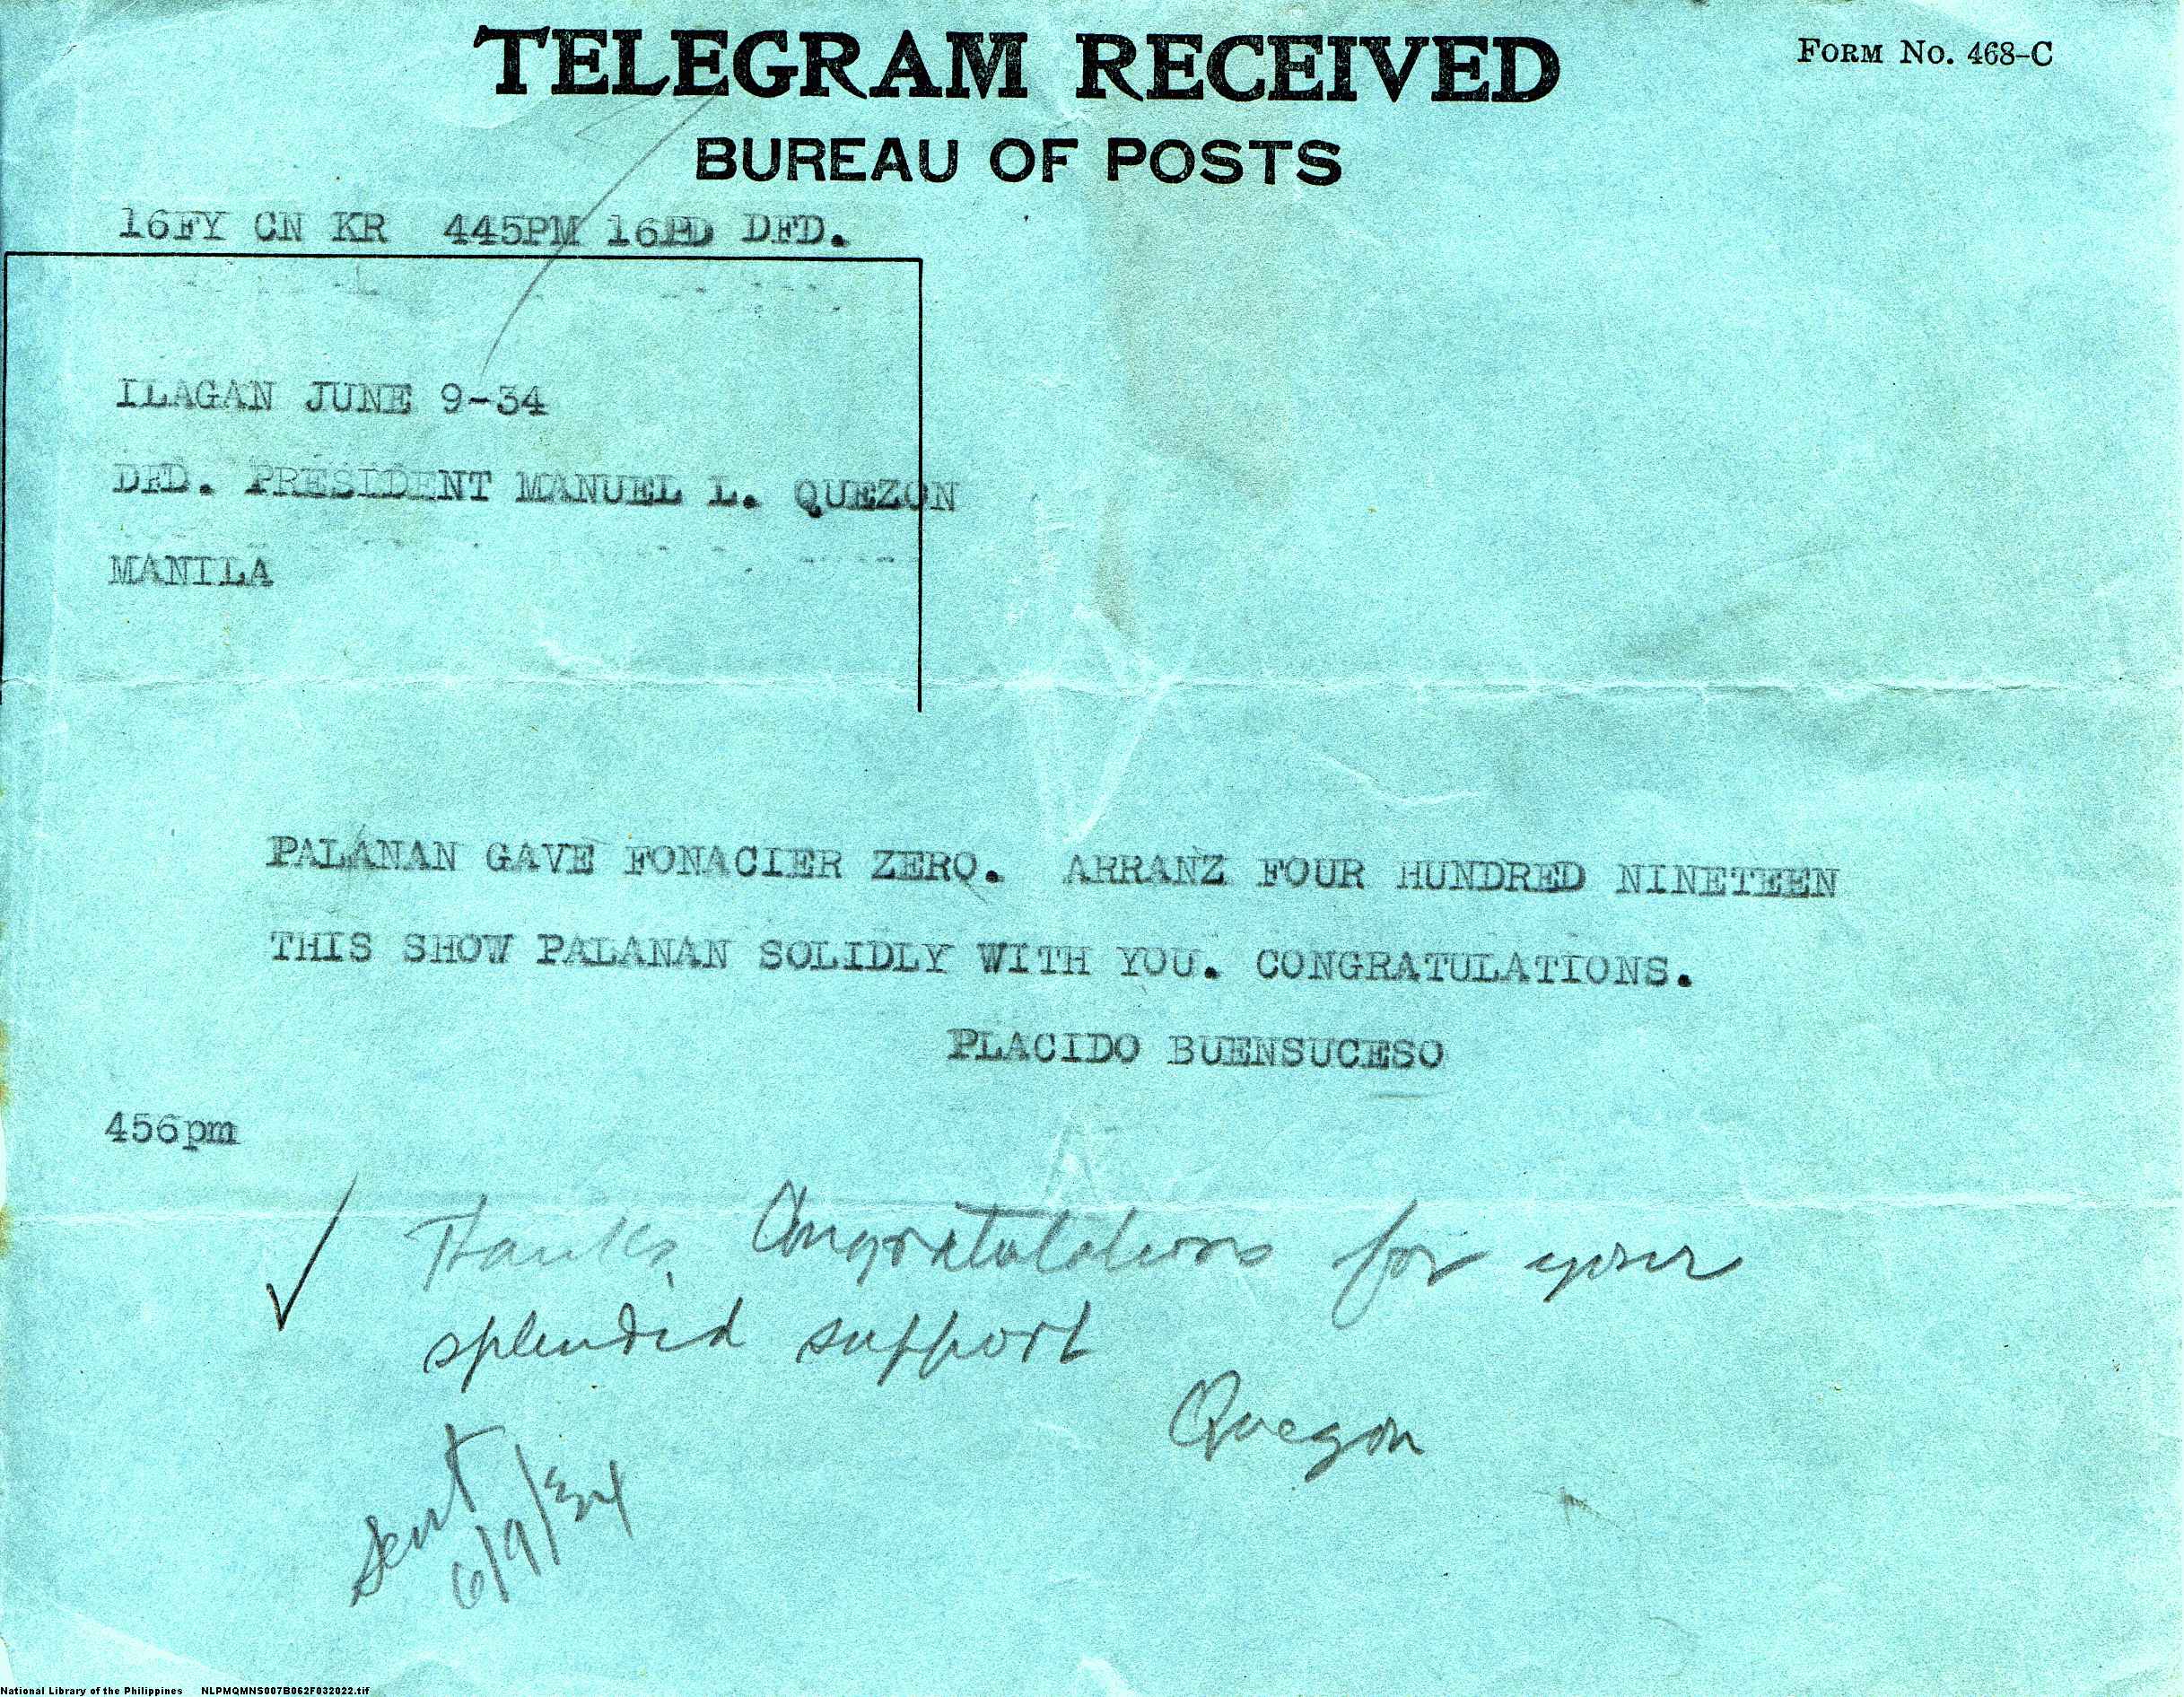 TELEGRAM RECEIVED
FORM NO. 468-C
BUREAU OF POSTS
16FY CN KR 445PM 16PD DFD.
ILAGAN JUNE 9-34
DFD. PRESIDENT MANUEL L. QUEZON
MANILA
PALANAN GAVE FONACIER ZERO. ARRANZ FOUR HUNDRED NINETEEN
THIS SHOW PALANAN SOLIDLY WITH YOU. CONGRATULATIONS.
PLACIDO BUENSUCESO
456pm
Thanks, Congratulations for your
splendid support
Quezon
Sent
6/9/34
National Library of the Philippines NLPMQMNS007B062F032022.tif